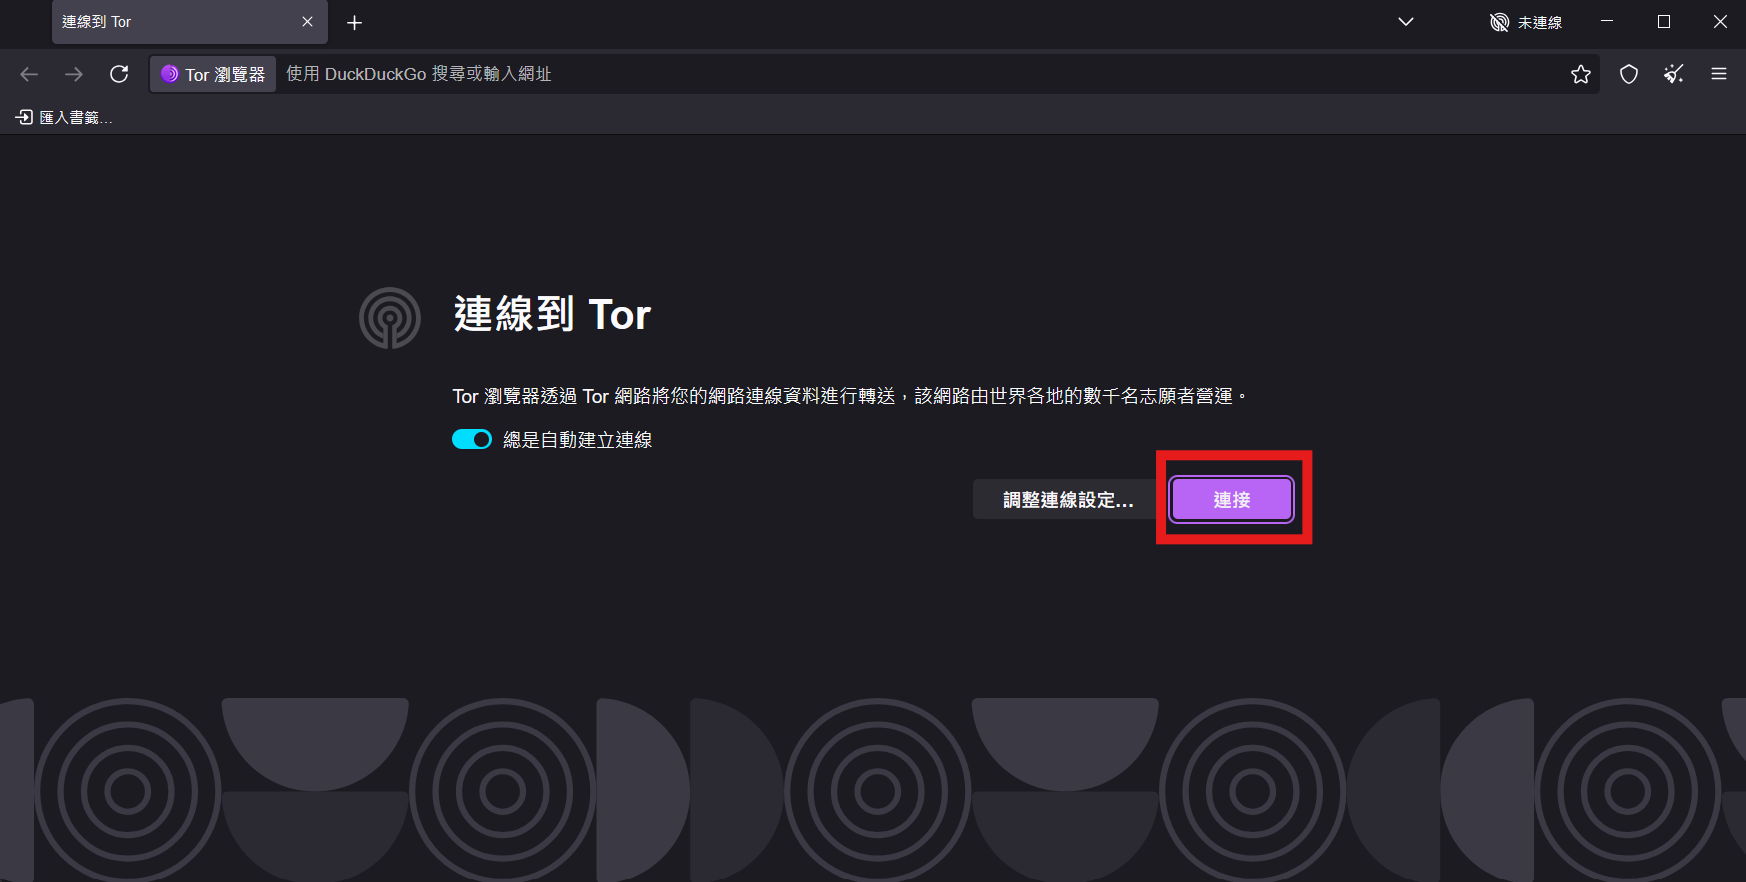 連線到 Tor
未連線
Tor 瀏覽器 使用 DuckDuckGo 搜尋或輸入網址
匯入書籤…
連線到 Tor
Tor 瀏覽器透過 Tor 網路將您的網路連線資料進行轉送，該網路由世界各地的數千名志願者營運。
總是自動建立連線
調整連線設定… 連接